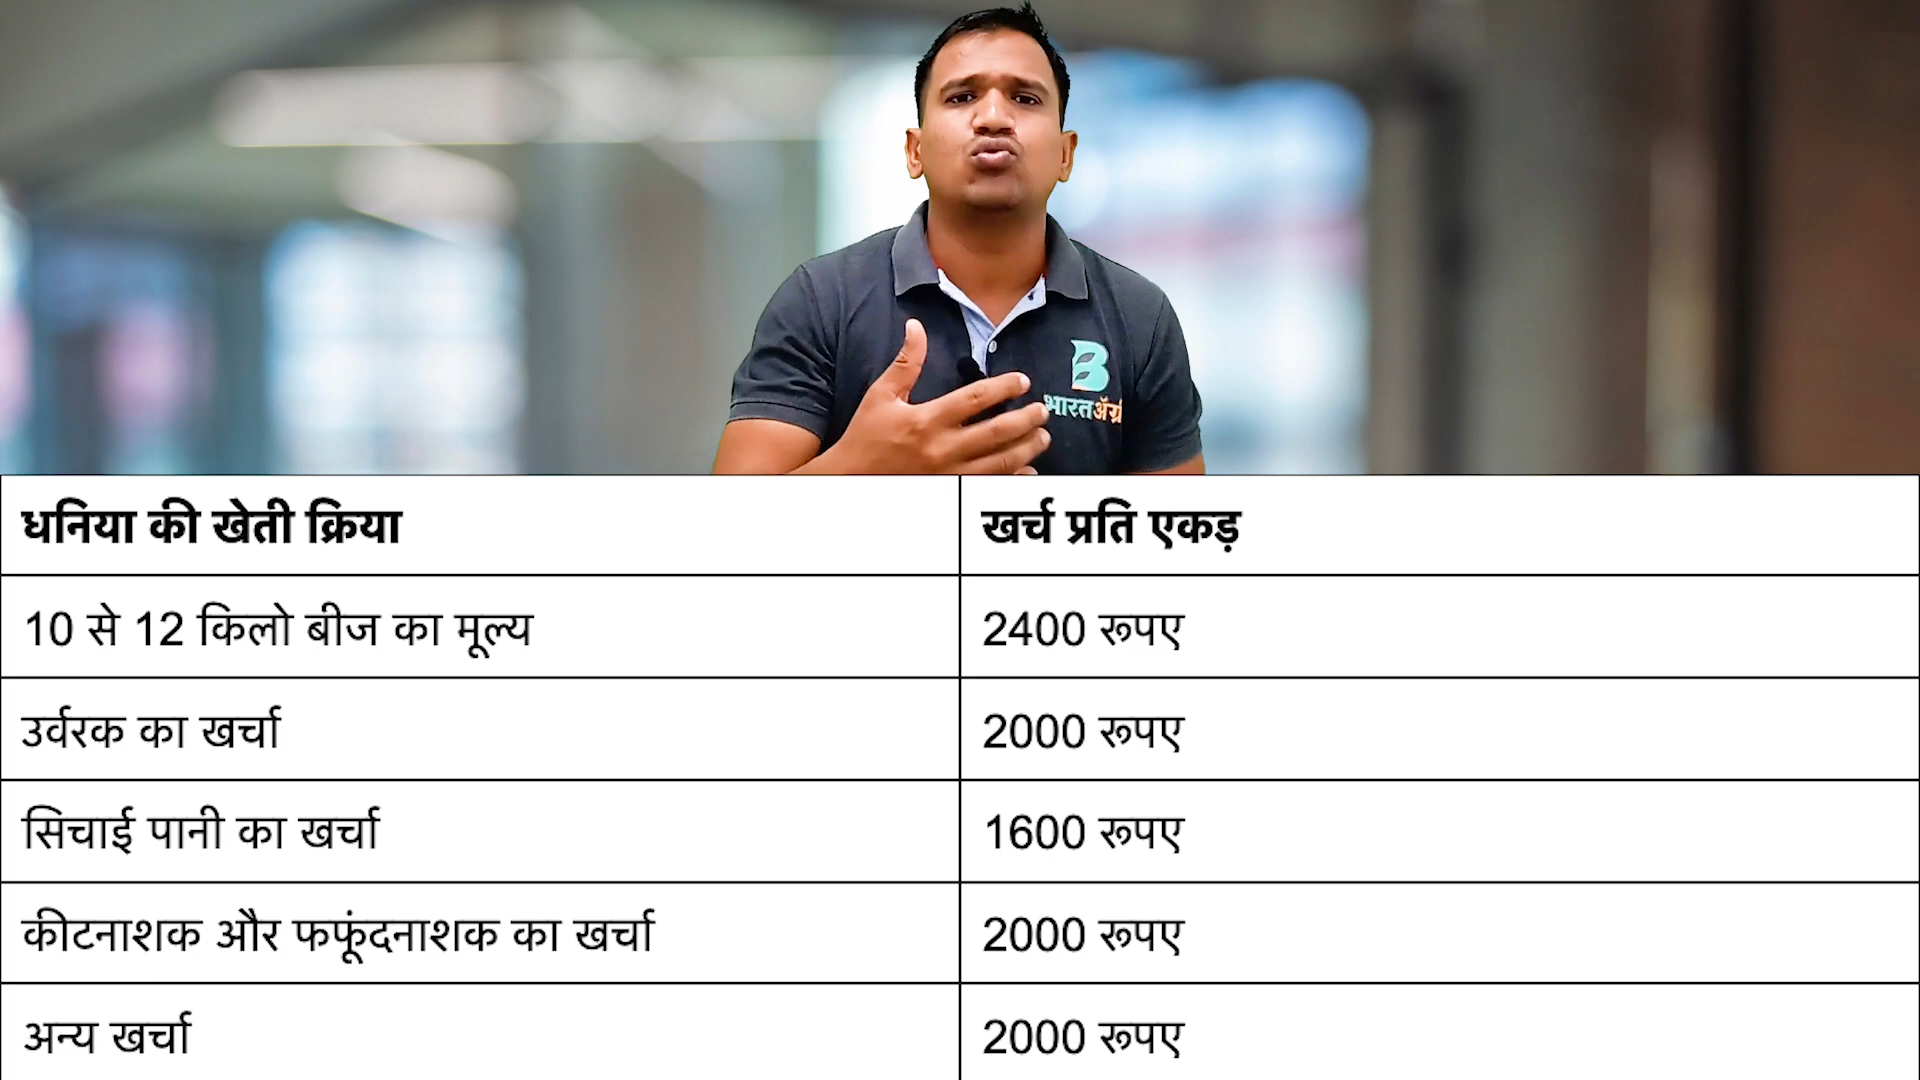 भारतॲग्री
धनिया की खेती क्रिया
खर्च प्रति एकड़
10 से 12 किलो बीज का मूल्य
2400 रूपए
उर्वरक का खर्चा
2000 रूपए
सिचाई पानी का खर्चा
1600 रूपए
कीटनाशक और फफूंदनाशक का खर्चा
2000 रूपए
अन्य खर्चा
2000 रूपए